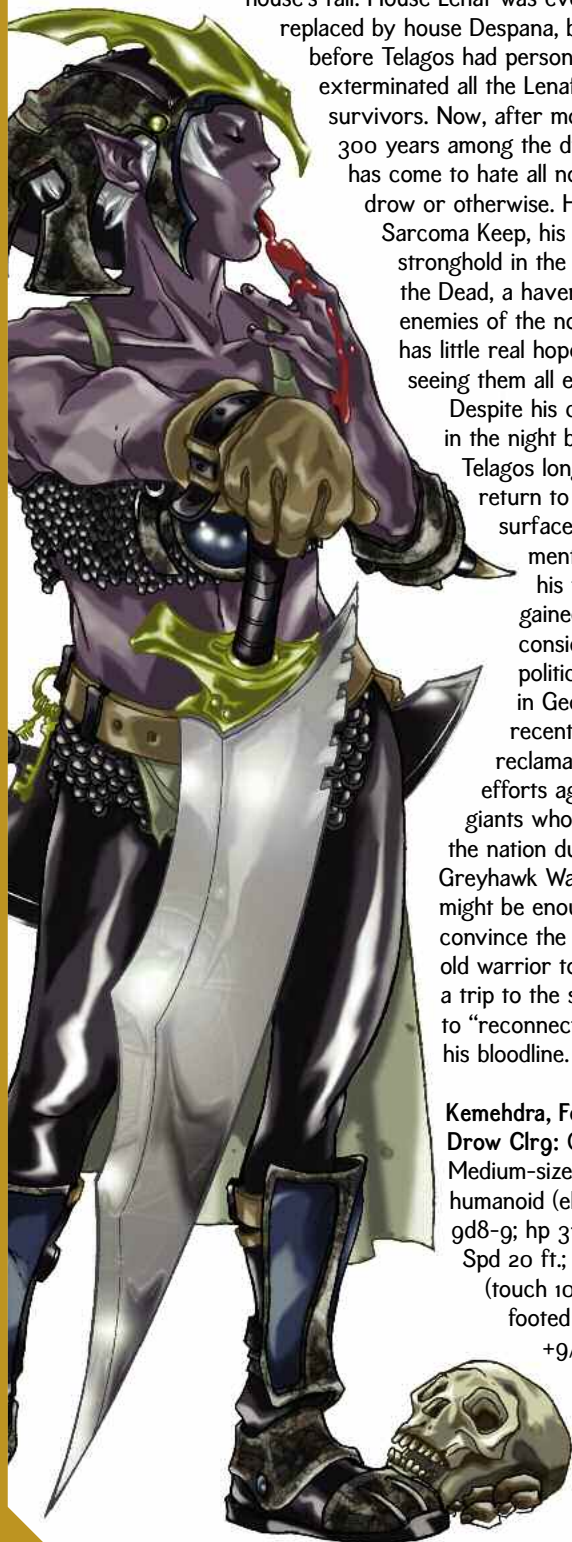 house's fall. House Lenaf was eve
replaced by house Despana, b
before Telagos had person
exterminated all the Lenaf
survivors. Now, after mo
300 years among the d
has come to hate all no
drow or otherwise. H
Sarcoma Keep, his
stronghold in the
the Dead, a haven
enemies of the no
has little real hope
seeing them all e
Despite his c
in the night b
Telagos long
return to
surface
ment
his
gaine
consid
politic
in Geo
recent
reclama
efforts ag
giants who
the nation du
Greyhawk Wa
might be enou
convince the
old warrior to
a trip to the s
to “reconnect
his bloodline.
Kemehdra, Fe
Drow Clrg: C
Medium-size
humanoid (el
9d8-9; hp 3
Spd 20 ft.;
(touch 10
footed
+9/